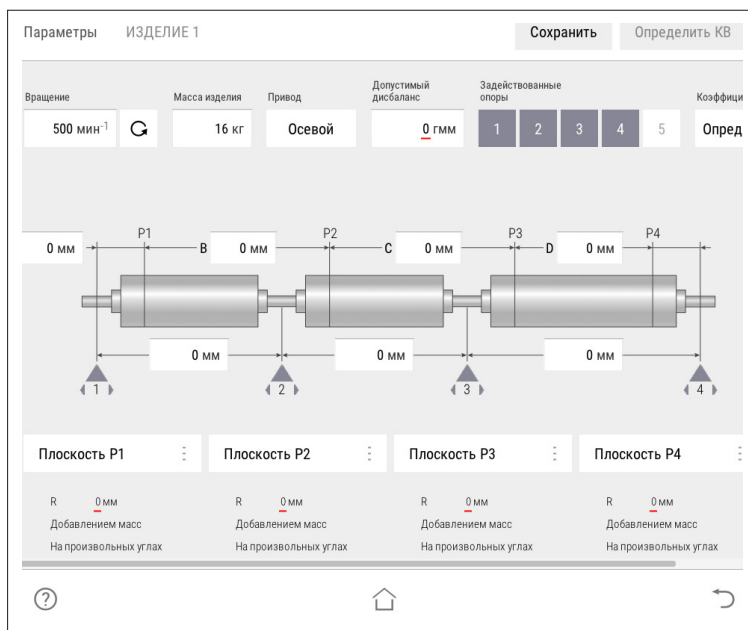 Параметры ИЗДЕЛИЕ 1 Сохранить Определить КВ
Вращение Масса изделия Привод Допустимый дисбаланс Задействованные опоры Коэффици
500 мин⁻¹ 16 кг Осевой 0 гмм 1 2 3 4 5 Опред
P1 P2 P3 P4
0 мм B 0 мм C 0 мм D 0 мм
0 мм 0 мм 0 мм
1 2 3 4
Плоскость P1 Плоскость P2 Плоскость P3 Плоскость P4
R 0 мм R 0 мм R 0 мм R 0 мм
Добавлением масс Добавлением масс Добавлением масс Добавлением масс
На произвольных углах На произвольных углах На произвольных углах На произвольных углах
?